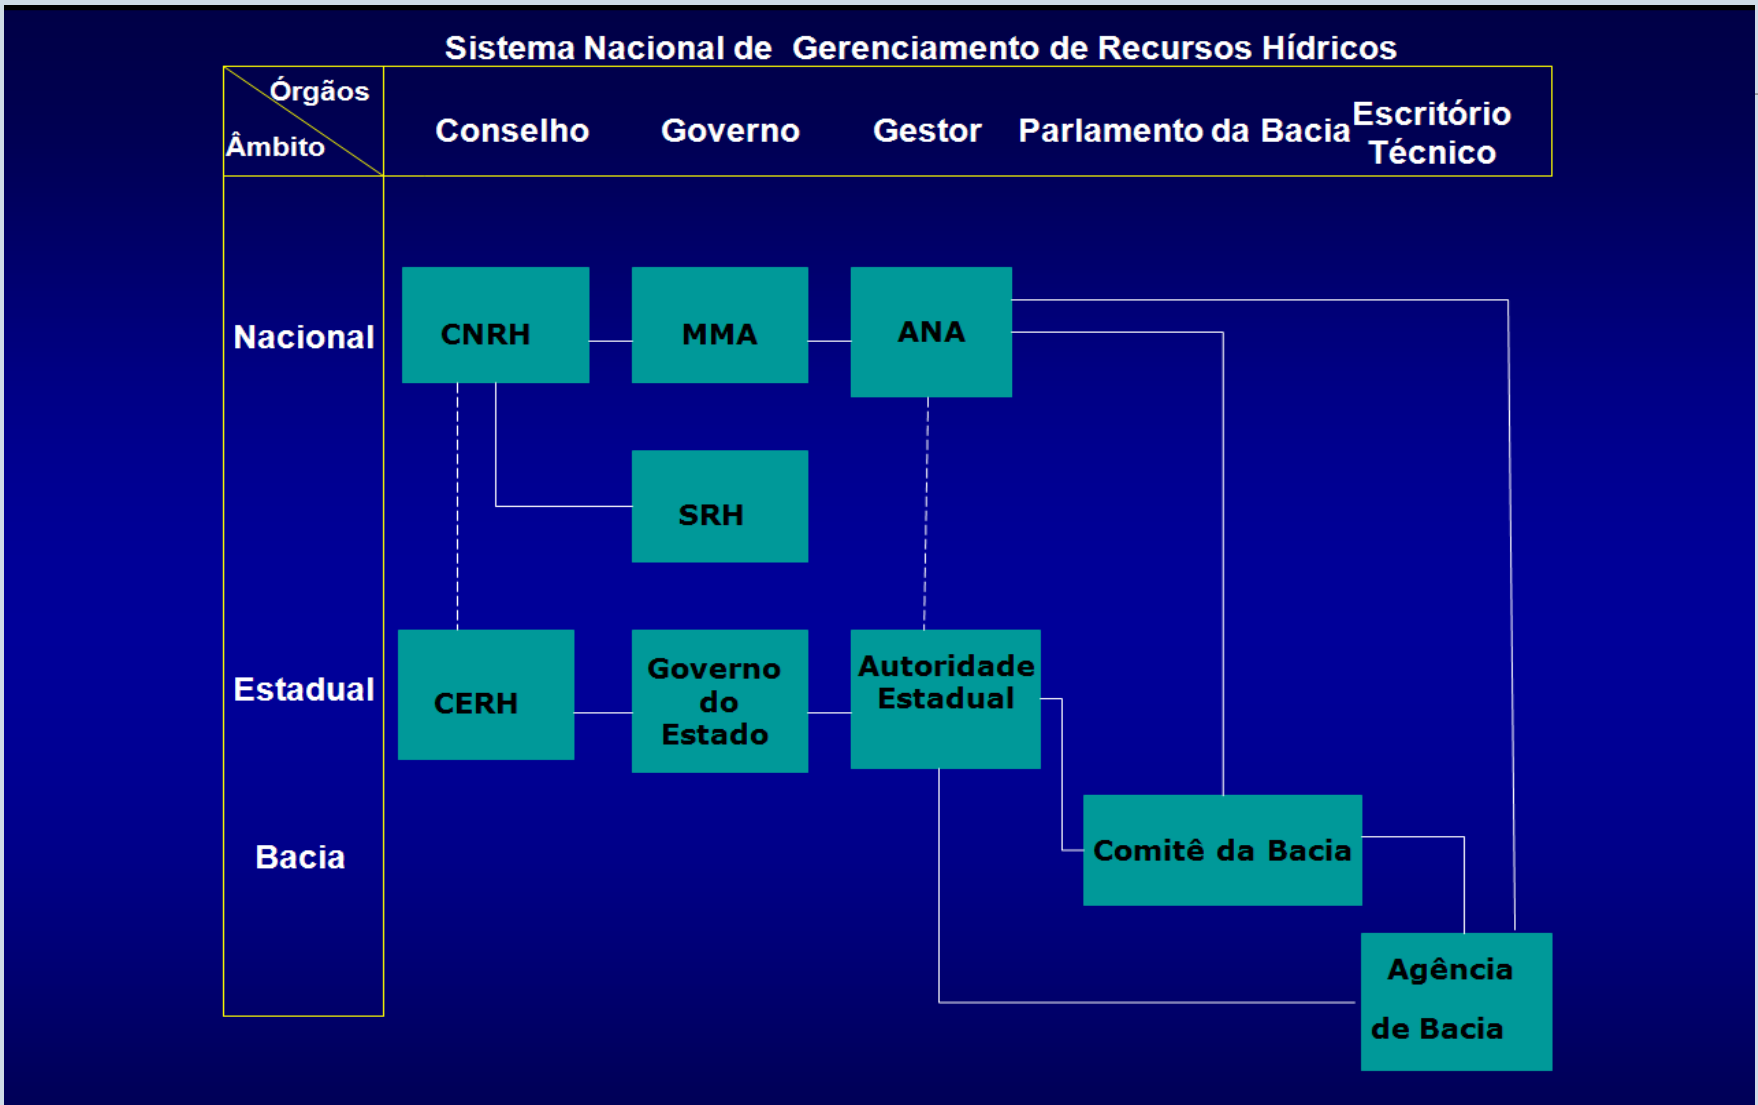 Sistema Nacional de Gerenciamento de Recursos Hídricos
Órgãos
Âmbito
Conselho
Governo
Gestor
Parlamento da Bacia
Escritório
Técnico
Nacional
CNRH
MMA
ANA
SRH
Estadual
CERH
Governo
do
Estado
Autoridade
Estadual
Bacia
Comitê da Bacia
Agência
de Bacia